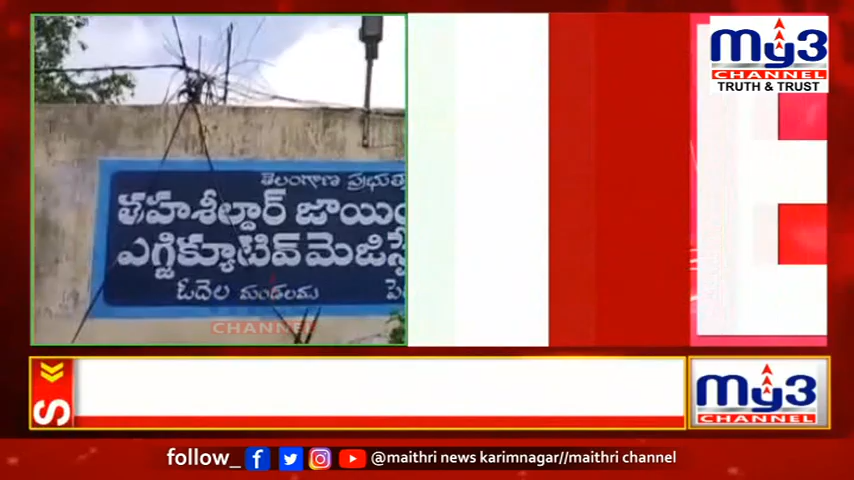 My3
CHANNEL
TRUTH & TRUST
తెలంగాణ ప్రభుత్వ
తహశీల్దార్ జాయిం
ఎగ్జిక్యూటివ్ మెజిస్ట
ఓదెల మండలము
పె
CHANNEL
S
My3
CHANNEL
follow_ @maithri news karimnagar//maithri channel